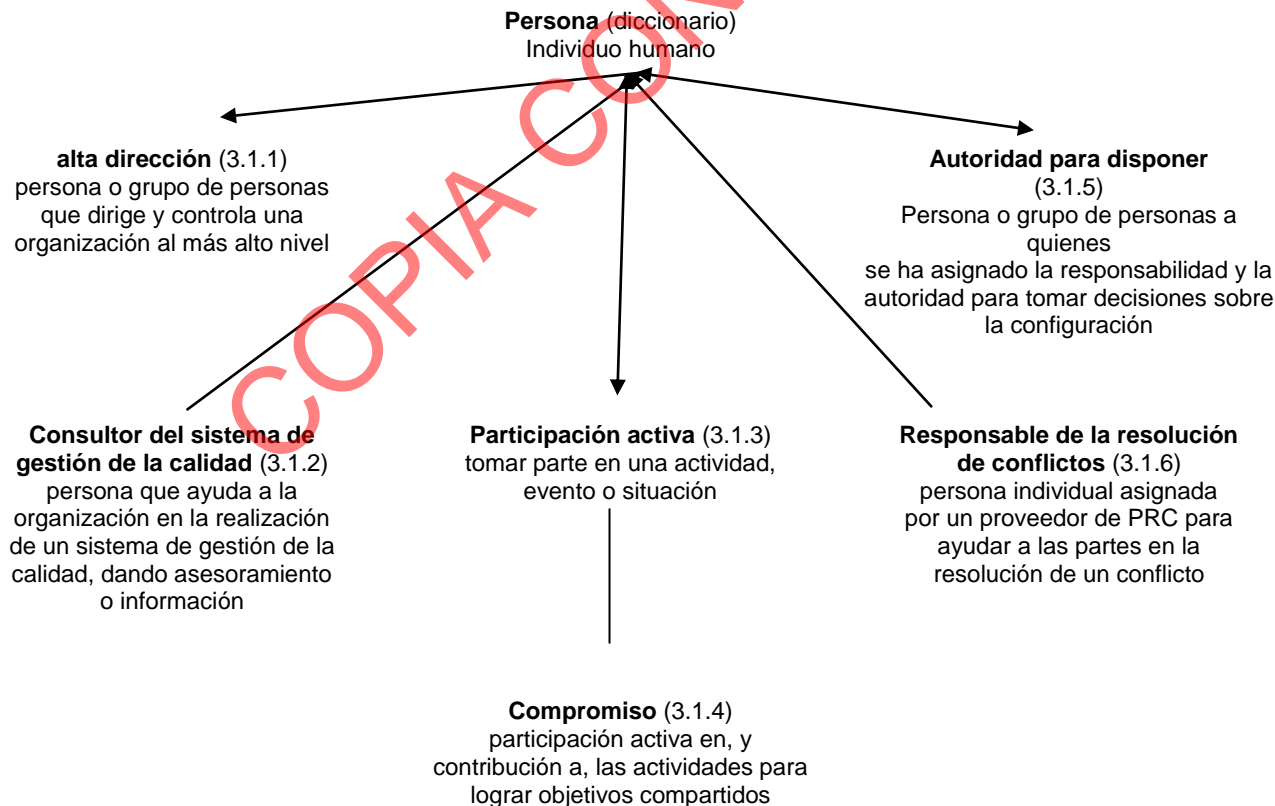 Persona (diccionario)
Individuo humano
alta dirección (3.1.1)
persona o grupo de personas
que dirige y controla una
organización al más alto nivel
Autoridad para disponer
(3.1.5)
Persona o grupo de personas a
quienes
se ha asignado la responsabilidad y la
autoridad para tomar decisiones sobre
la configuración
Consultor del sistema de
gestión de la calidad (3.1.2)
persona que ayuda a la
organización en la realización
de un sistema de gestión de la
calidad, dando asesoramiento
o información
Participación activa (3.1.3)
tomar parte en una actividad,
evento o situación
Responsable de la resolución
de conflictos (3.1.6)
persona individual asignada
por un proveedor de PRC para
ayudar a las partes en la
resolución de un conflicto
Compromiso (3.1.4)
participación activa en, y
contribución a, las actividades para
lograr objetivos compartidos
COPIA